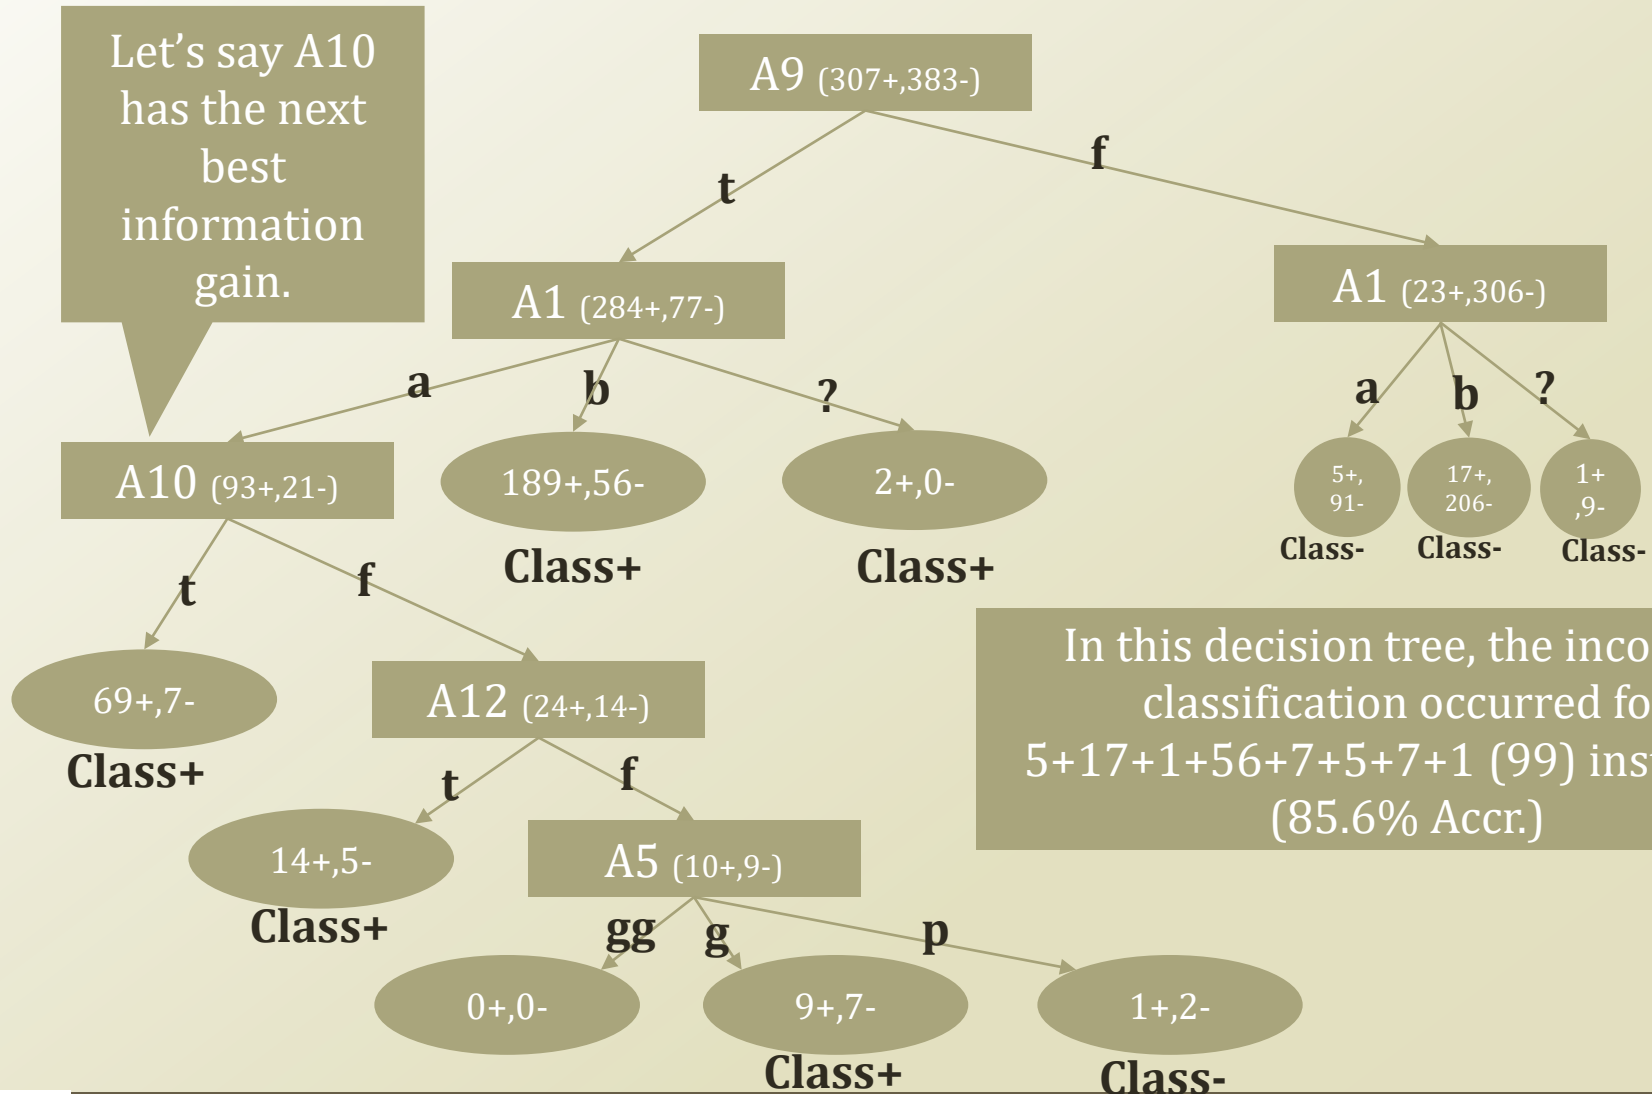 Let's say A10
has the next
best
information
gain.
A9 (307+,383-)
t
f
A1 (284+,77-)
A1 (23+,306-)
a
b
?
a
b
?
A10 (93+,21-)
189+,56-
2+,0-
5+,
91-
17+,
206-
1+
,9-
Class+
Class+
Class-
Class-
Class-
t
f
69+,7-
Class+
A12 (24+,14-)
In this decision tree, the inco
classification occurred fo
5+17+1+56+7+5+7+1 (99) inst
(85.6% Accr.)
t
f
14+,5-
Class+
A5 (10+,9-)
gg
g
p
0+,0-
9+,7-
1+,2-
Class+
Class-